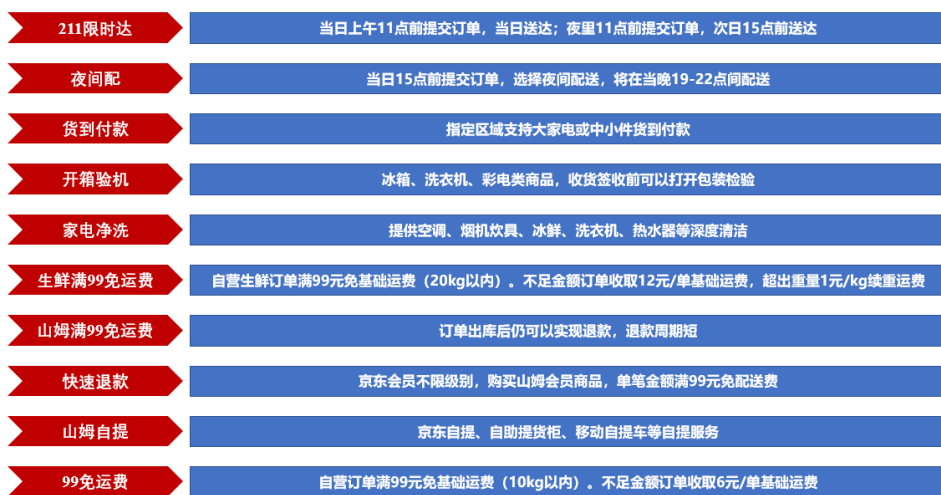 211限时达 当日上午11点前提交订单，当日送达；夜里11点前提交订单，次日15点前送达
夜间配 当日15点前提交订单，选择夜间配送，将在当晚19-22点间配送
货到付款 指定区域支持大家电或中小件货到付款
开箱验机 冰箱、洗衣机、彩电类商品，收货签收前可以打开包装检验
家电净洗 提供空调、烟机炊具、冰鲜、洗衣机、热水器等深度清洁
生鲜满99免运费 自营生鲜订单满99元免基础运费（20kg以内）。不足金额订单收取12元/单基础运费，超出重量1元/kg续重运费
山姆满99免运费 订单出库后仍可以实现退款，退款周期短
快速退款 京东会员不限级别，购买山姆会员商品，单笔金额满99元免配送费
山姆自提 京东自提、自助提货柜、移动自提车等自提服务
99免运费 自营订单满99元免基础运费（10kg以内）。不足金额订单收取6元/单基础运费